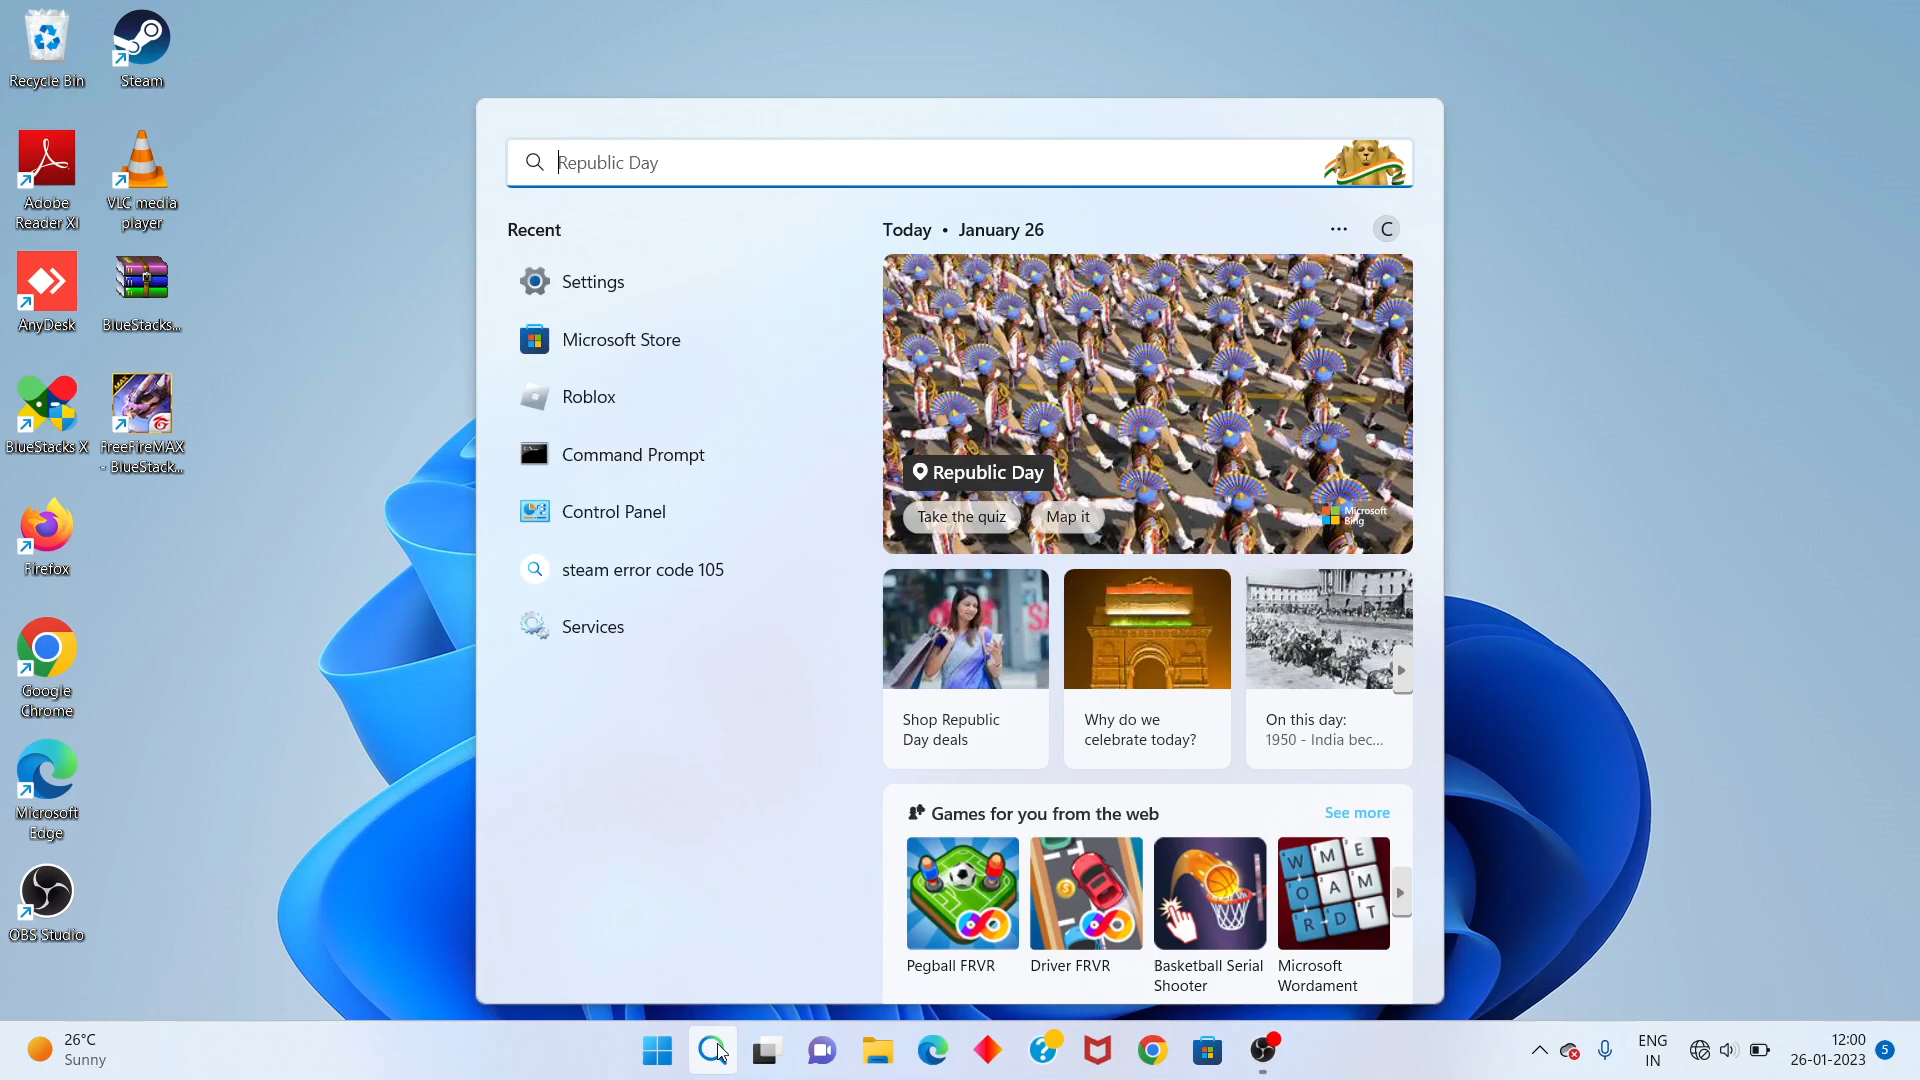 Recycle Bin
Steam
Adobe
Reader XI
VLC media
player
AnyDesk
BlueStacks...
BlueStacks X
MAX
FreeFireMAX
- BlueStack...
Firefox
Google
Chrome
Microsoft
Edge
OBS Studio
Republic Day
Recent
Settings
Microsoft Store
Roblox
Command Prompt
Control Panel
steam error code 105
Services
Today • January 26
C
Republic Day
Take the quiz
Map it
Microsoft
Bing
Shop Republic
Day deals
Why do we
celebrate today?
On this day:
1950 - India bec...
Games for you from the web
See more
W M E
O A M
R D T
Pegball FRVR
Driver FRVR
Basketball Serial
Shooter
Microsoft
Wordament
26°C
Sunny
ENG
IN
12:00
26-01-2023
5